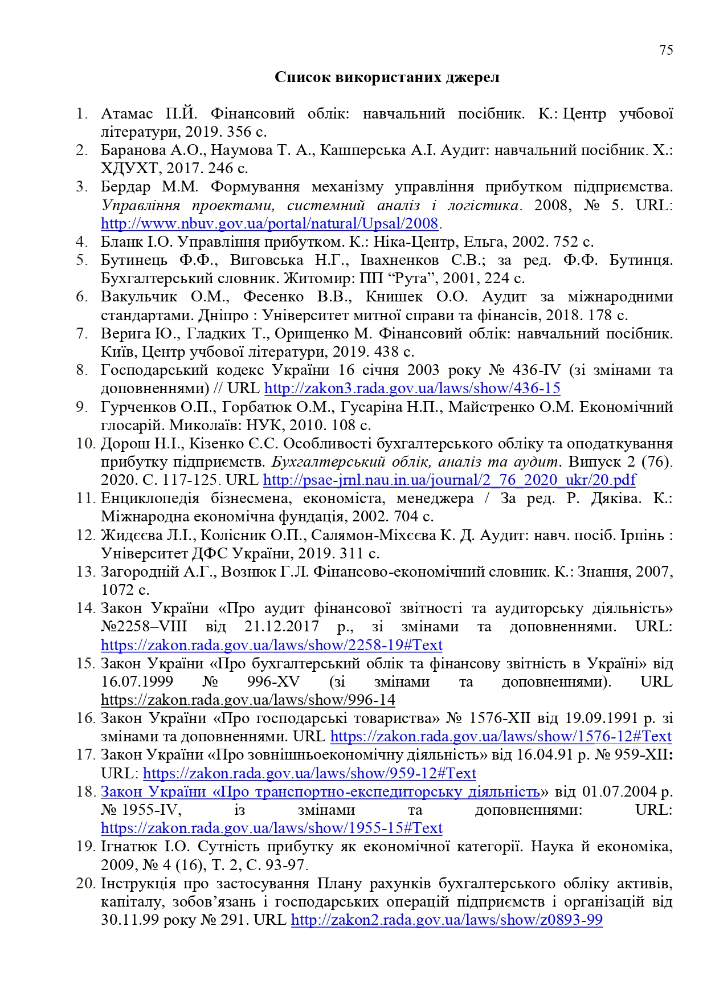 75
Список використаних джерел
1. Атамас П.Й. Фінансовий облік: навчальний посібник. К.: Центр учбової
літератури, 2019. 356 с.
2. Баранова А.О., Наумова Т. А., Кашперська А.І. Аудит: навчальний посібник. Х.:
ХДУХТ, 2017. 246 с.
3. Бердар М.М. Формування механізму управління прибутком підприємства.
Управління проектами, системний аналіз і логістика. 2008, № 5. URL:
http://www.nbuv.gov.ua/portal/natural/Upsal/2008.
4. Бланк І.О. Управління прибутком. К.: Ніка-Центр, Ельга, 2002. 752 с.
5. Бутинець Ф.Ф., Виговська Н.Г., Івахненков С.В.; за ред. Ф.Ф. Бутинця.
Бухгалтерський словник. Житомир: ПП “Рута”, 2001, 224 с.
6. Вакульчик О.М., Фесенко В.В., Книшек О.О. Аудит за міжнародними
стандартами. Дніпро : Університет митної справи та фінансів, 2018. 178 с.
7. Верига Ю., Гладких Т., Орищенко М. Фінансовий облік: навчальний посібник.
Київ, Центр учбової літератури, 2019. 438 с.
8. Господарський кодекс України 16 січня 2003 року № 436-IV (зі змінами та
доповненнями) // URL http://zakon3.rada.gov.ua/laws/show/436-15
9. Гурченков О.П., Горбатюк О.М., Гусаріна Н.П., Майстренко О.М. Економічний
глосарій. Миколаїв: НУК, 2010. 108 с.
10. Дорош Н.І., Кізенко Є.С. Особливості бухгалтерського обліку та оподаткування
прибутку підприємств. Бухгалтерський облік, аналіз та аудит. Випуск 2 (76).
2020. С. 117-125. URL http://psae-jrnl.nau.in.ua/journal/2_76_2020_ukr/20.pdf
11. Енциклопедія бізнесмена, економіста, менеджера / За ред. Р. Дяківа. К.:
Міжнародна економічна фундація, 2002. 704 с.
12. Жидєєва Л.І., Колісник О.П., Салямон-Міхєєва К. Д. Аудит: навч. посіб. Ірпінь :
Університет ДФС України, 2019. 311 с.
13. Загородній А.Г., Вознюк Г.Л. Фінансово-економічний словник. К.: Знання, 2007,
1072 с.
14. Закон України «Про аудит фінансової звітності та аудиторську діяльність»
№2258–VIII від 21.12.2017 р., зі змінами та доповненнями. URL:
https://zakon.rada.gov.ua/laws/show/2258-19#Text
15. Закон України «Про бухгалтерський облік та фінансову звітність в Україні» від
16.07.1999 № 996-XV (зі змінами та доповненнями). URL
https://zakon.rada.gov.ua/laws/show/996-14
16. Закон України «Про господарські товариства» № 1576-XII від 19.09.1991 р. зі
змінами та доповненнями. URL https://zakon.rada.gov.ua/laws/show/1576-12#Text
17. Закон України «Про зовнішньоекономічну діяльність» від 16.04.91 р. № 959-XII:
URL: https://zakon.rada.gov.ua/laws/show/959-12#Text
18. Закон України «Про транспортно-експедиторську діяльність» від 01.07.2004 р.
№ 1955-IV, із змінами та доповненнями: URL:
https://zakon.rada.gov.ua/laws/show/1955-15#Text
19. Ігнатюк І.О. Сутність прибутку як економічної категорії. Наука й економіка,
2009, № 4 (16), Т. 2, С. 93-97.
20. Інструкція про застосування Плану рахунків бухгалтерського обліку активів,
капіталу, зобов’язань і господарських операцій підприємств і організацій від
30.11.99 року № 291. URL http://zakon2.rada.gov.ua/laws/show/z0893-99